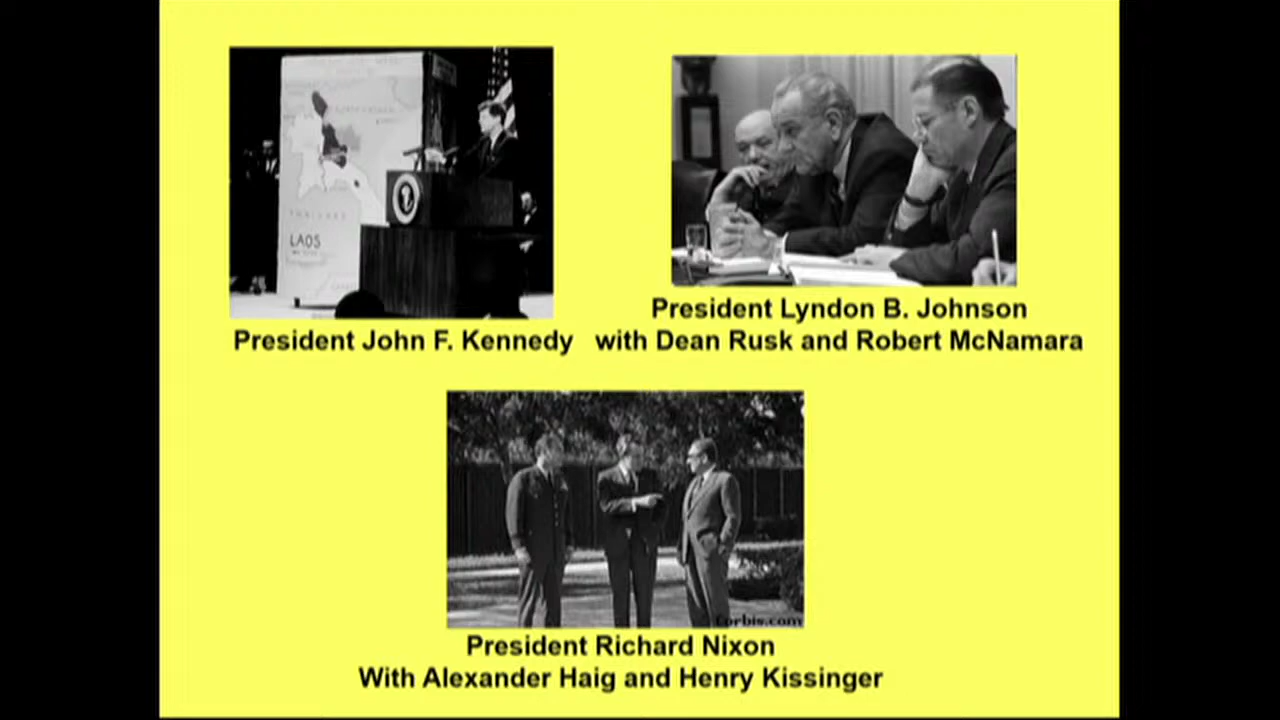 THAILAND
LAOS
President John F. Kennedy
President Lyndon B. Johnson
with Dean Rusk and Robert McNamara
Corbis.com
President Richard Nixon
With Alexander Haig and Henry Kissinger